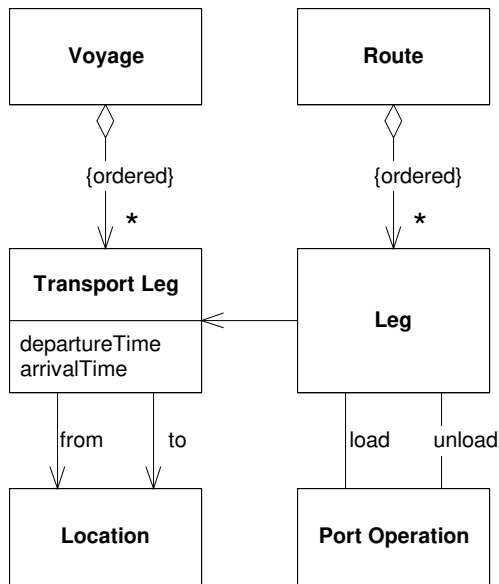 Voyage
Route
{ordered}
{ordered}
*
*
Transport Leg
departureTime
arrivalTime
Leg
from
to
load
unload
Location
Port Operation